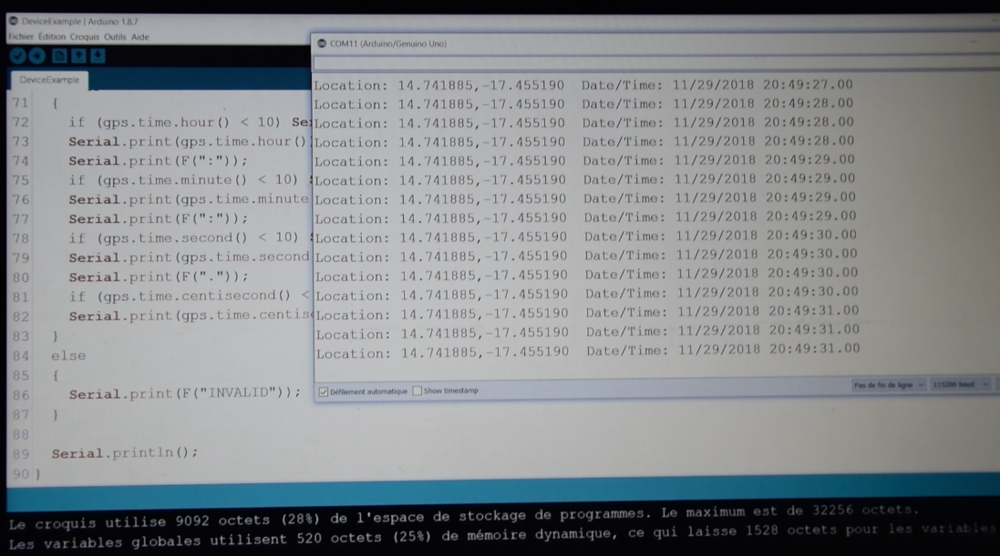 DeviceExample | Arduino 1.8.7
Fichier Édition Croquis Outils Aide
DeviceExample
71 {
72 if (gps.time.hour() < 10) Se
73 Serial.print(gps.time.hour()
74 Serial.print(F(":"));
75 if (gps.time.minute() < 10)
76 Serial.print(gps.time.minute
77 Serial.print(F(":"));
78 if (gps.time.second() < 10)
79 Serial.print(gps.time.second
80 Serial.print(F("."));
81 if (gps.time.centisecond() <
82 Serial.print(gps.time.centis
83 }
84 else
85 {
86 Serial.print(F("INVALID"));
87 }
88
89 Serial.println();
90 }
COM11 (Arduino/Genuino Uno)
Location: 14.741885,-17.455190 Date/Time: 11/29/2018 20:49:27.00
Location: 14.741885,-17.455190 Date/Time: 11/29/2018 20:49:28.00
Location: 14.741885,-17.455190 Date/Time: 11/29/2018 20:49:28.00
Location: 14.741885,-17.455190 Date/Time: 11/29/2018 20:49:28.00
Location: 14.741885,-17.455190 Date/Time: 11/29/2018 20:49:29.00
Location: 14.741885,-17.455190 Date/Time: 11/29/2018 20:49:29.00
Location: 14.741885,-17.455190 Date/Time: 11/29/2018 20:49:29.00
Location: 14.741885,-17.455190 Date/Time: 11/29/2018 20:49:29.00
Location: 14.741885,-17.455190 Date/Time: 11/29/2018 20:49:30.00
Location: 14.741885,-17.455190 Date/Time: 11/29/2018 20:49:30.00
Location: 14.741885,-17.455190 Date/Time: 11/29/2018 20:49:30.00
Location: 14.741885,-17.455190 Date/Time: 11/29/2018 20:49:30.00
Location: 14.741885,-17.455190 Date/Time: 11/29/2018 20:49:31.00
Location: 14.741885,-17.455190 Date/Time: 11/29/2018 20:49:31.00
Location: 14.741885,-17.455190 Date/Time: 11/29/2018 20:49:31.00
Défilement automatique Show timestamp Pas de fin de ligne 115200 baud
Le croquis utilise 9092 octets (28%) de l'espace de stockage de programmes. Le maximum est de 32256 octets.
Les variables globales utilisent 520 octets (25%) de mémoire dynamique, ce qui laisse 1528 octets pour les variables